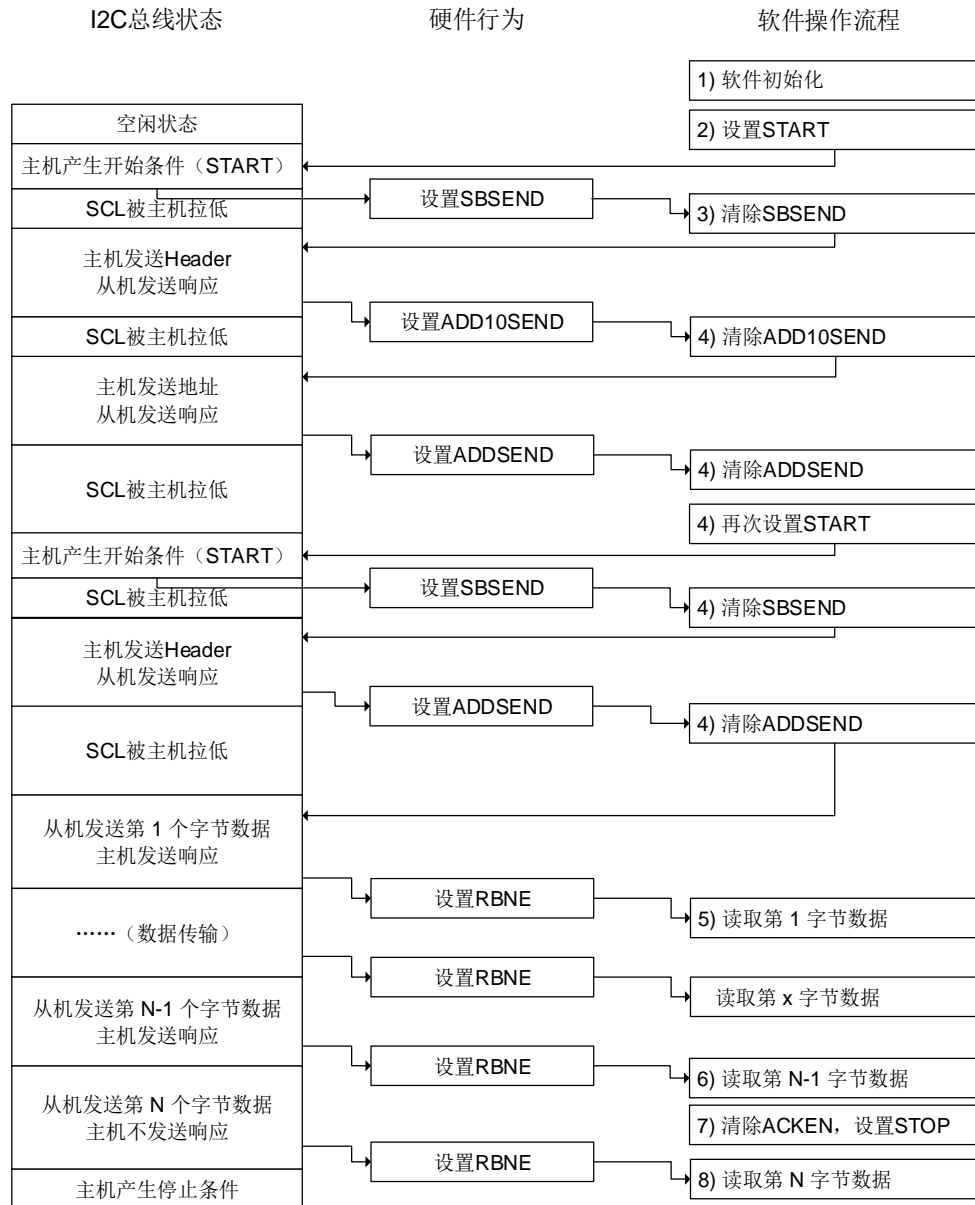 I2C总线状态
硬件行为
软件操作流程
1) 软件初始化
空闲状态
2) 设置START
主机产生开始条件（START）
设置SBSEND
SCL被主机拉低
3) 清除SBSEND
主机发送Header
从机发送响应
设置ADD10SEND
SCL被主机拉低
4) 清除ADD10SEND
主机发送地址
从机发送响应
设置ADDSEND
4) 清除ADDSEND
SCL被主机拉低
4) 再次设置START
主机产生开始条件（START）
设置SBSEND
SCL被主机拉低
4) 清除SBSEND
主机发送Header
从机发送响应
设置ADDSEND
4) 清除ADDSEND
SCL被主机拉低
从机发送第 1 个字节数据
主机发送响应
设置RBNE
5) 读取第 1 字节数据
……（数据传输）
设置RBNE
读取第 x 字节数据
从机发送第 N-1 个字节数据
主机发送响应
设置RBNE
6) 读取第 N-1 字节数据
从机发送第 N 个字节数据
主机不发送响应
7) 清除ACKEN，设置STOP
设置RBNE
8) 读取第 N 字节数据
主机产生停止条件